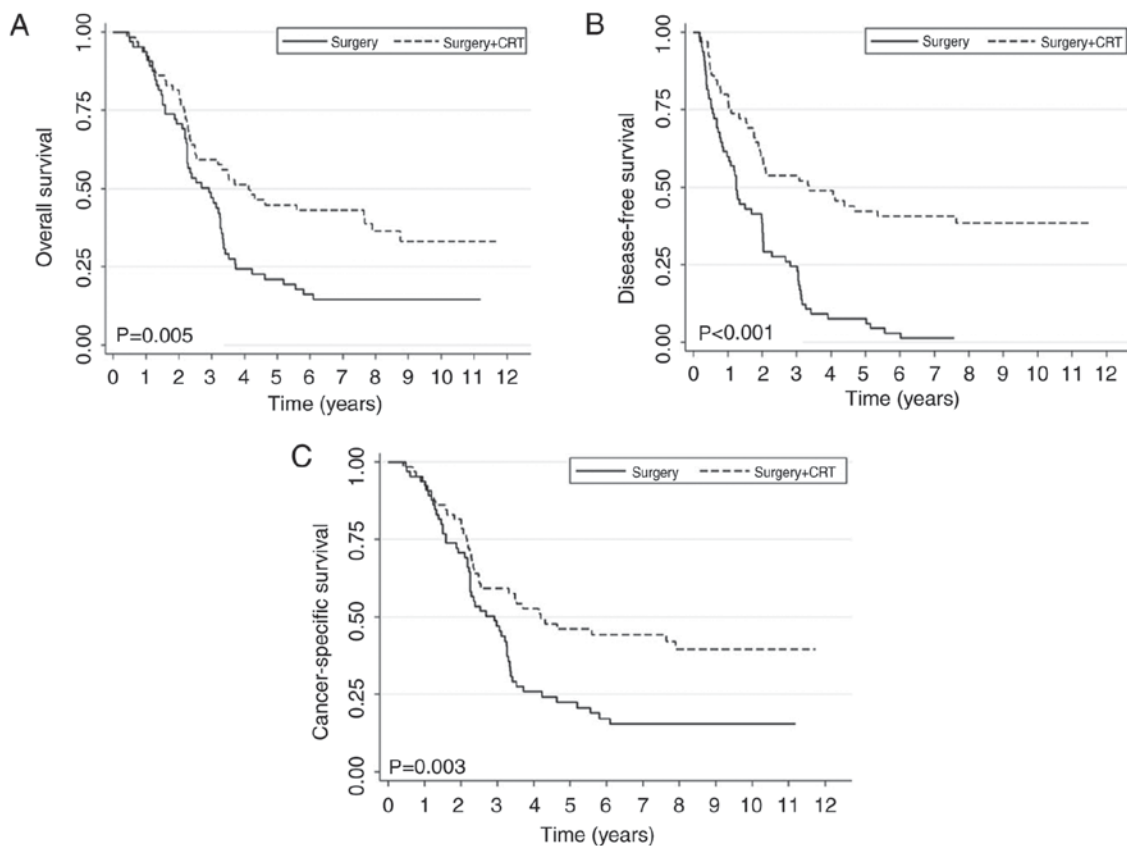 A
Surgery Surgery+CRT
Overall survival
1.00
0.75
0.50
0.25
0.00
P=0.005
0 1 2 3 4 5 6 7 8 9 10 11 12
Time (years)
B
Surgery Surgery+CRT
Disease-free survival
1.00
0.75
0.50
0.25
0.00
P<0.001
0 1 2 3 4 5 6 7 8 9 10 11 12
Time (years)
C
Surgery Surgery+CRT
Cancer-specific survival
1.00
0.75
0.50
0.25
0.00
P=0.003
0 1 2 3 4 5 6 7 8 9 10 11 12
Time (years)